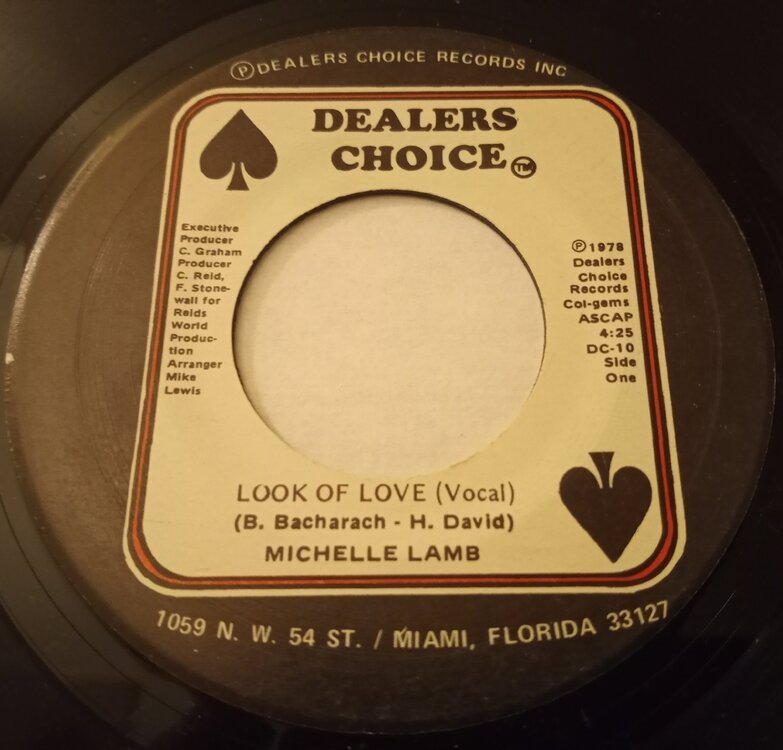 ⓟDEALERS CHOICE RECORDS INC
DEALERS
CHOICE TM
Executive
Producer
C. Graham
Producer
C. Reid,
F. Stone-
wall for
Reids
World
Produc-
tion
Arranger
Mike
Lewis
ⓟ1978
Dealers
Choice
Records
Col-gems
ASCAP
4:25
DC-10
Side
One
LOOK OF LOVE (Vocal)
(B. Bacharach - H. David)
MICHELLE LAMB
1059 N. W. 54 ST. / MIAMI, FLORIDA 33127